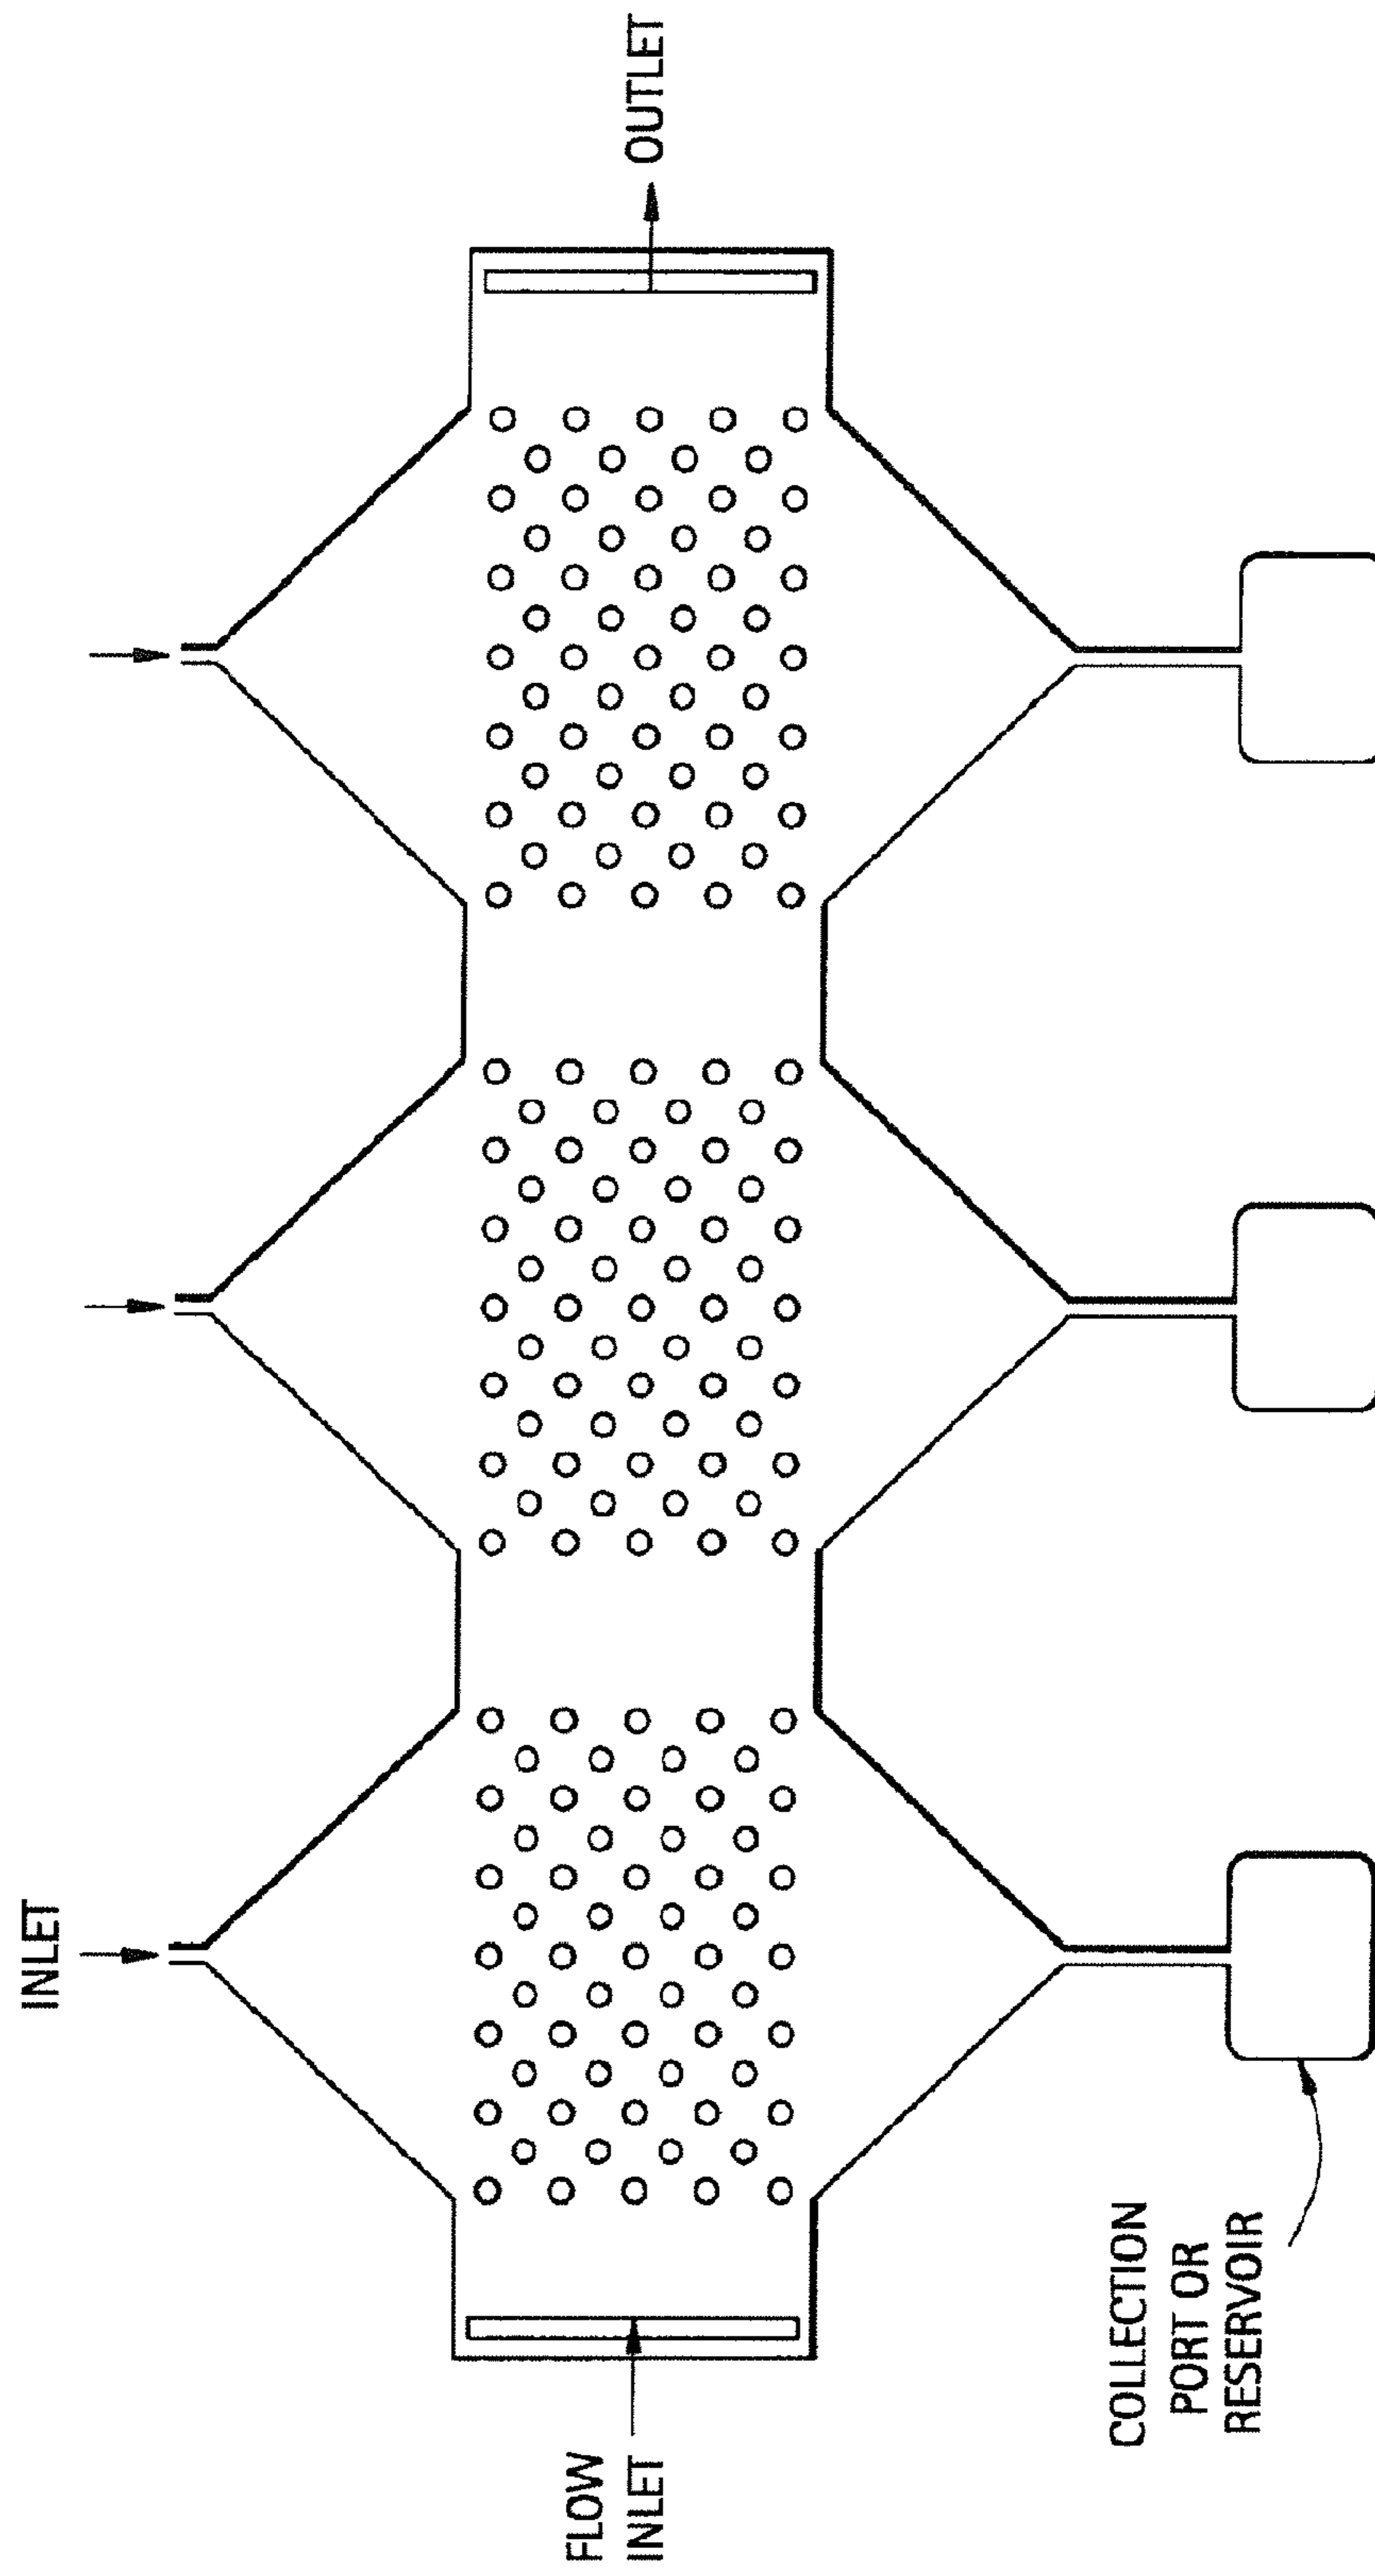 INLET
FLOW
INLET
OUTLET
COLLECTION
PORT OR
RESERVOIR